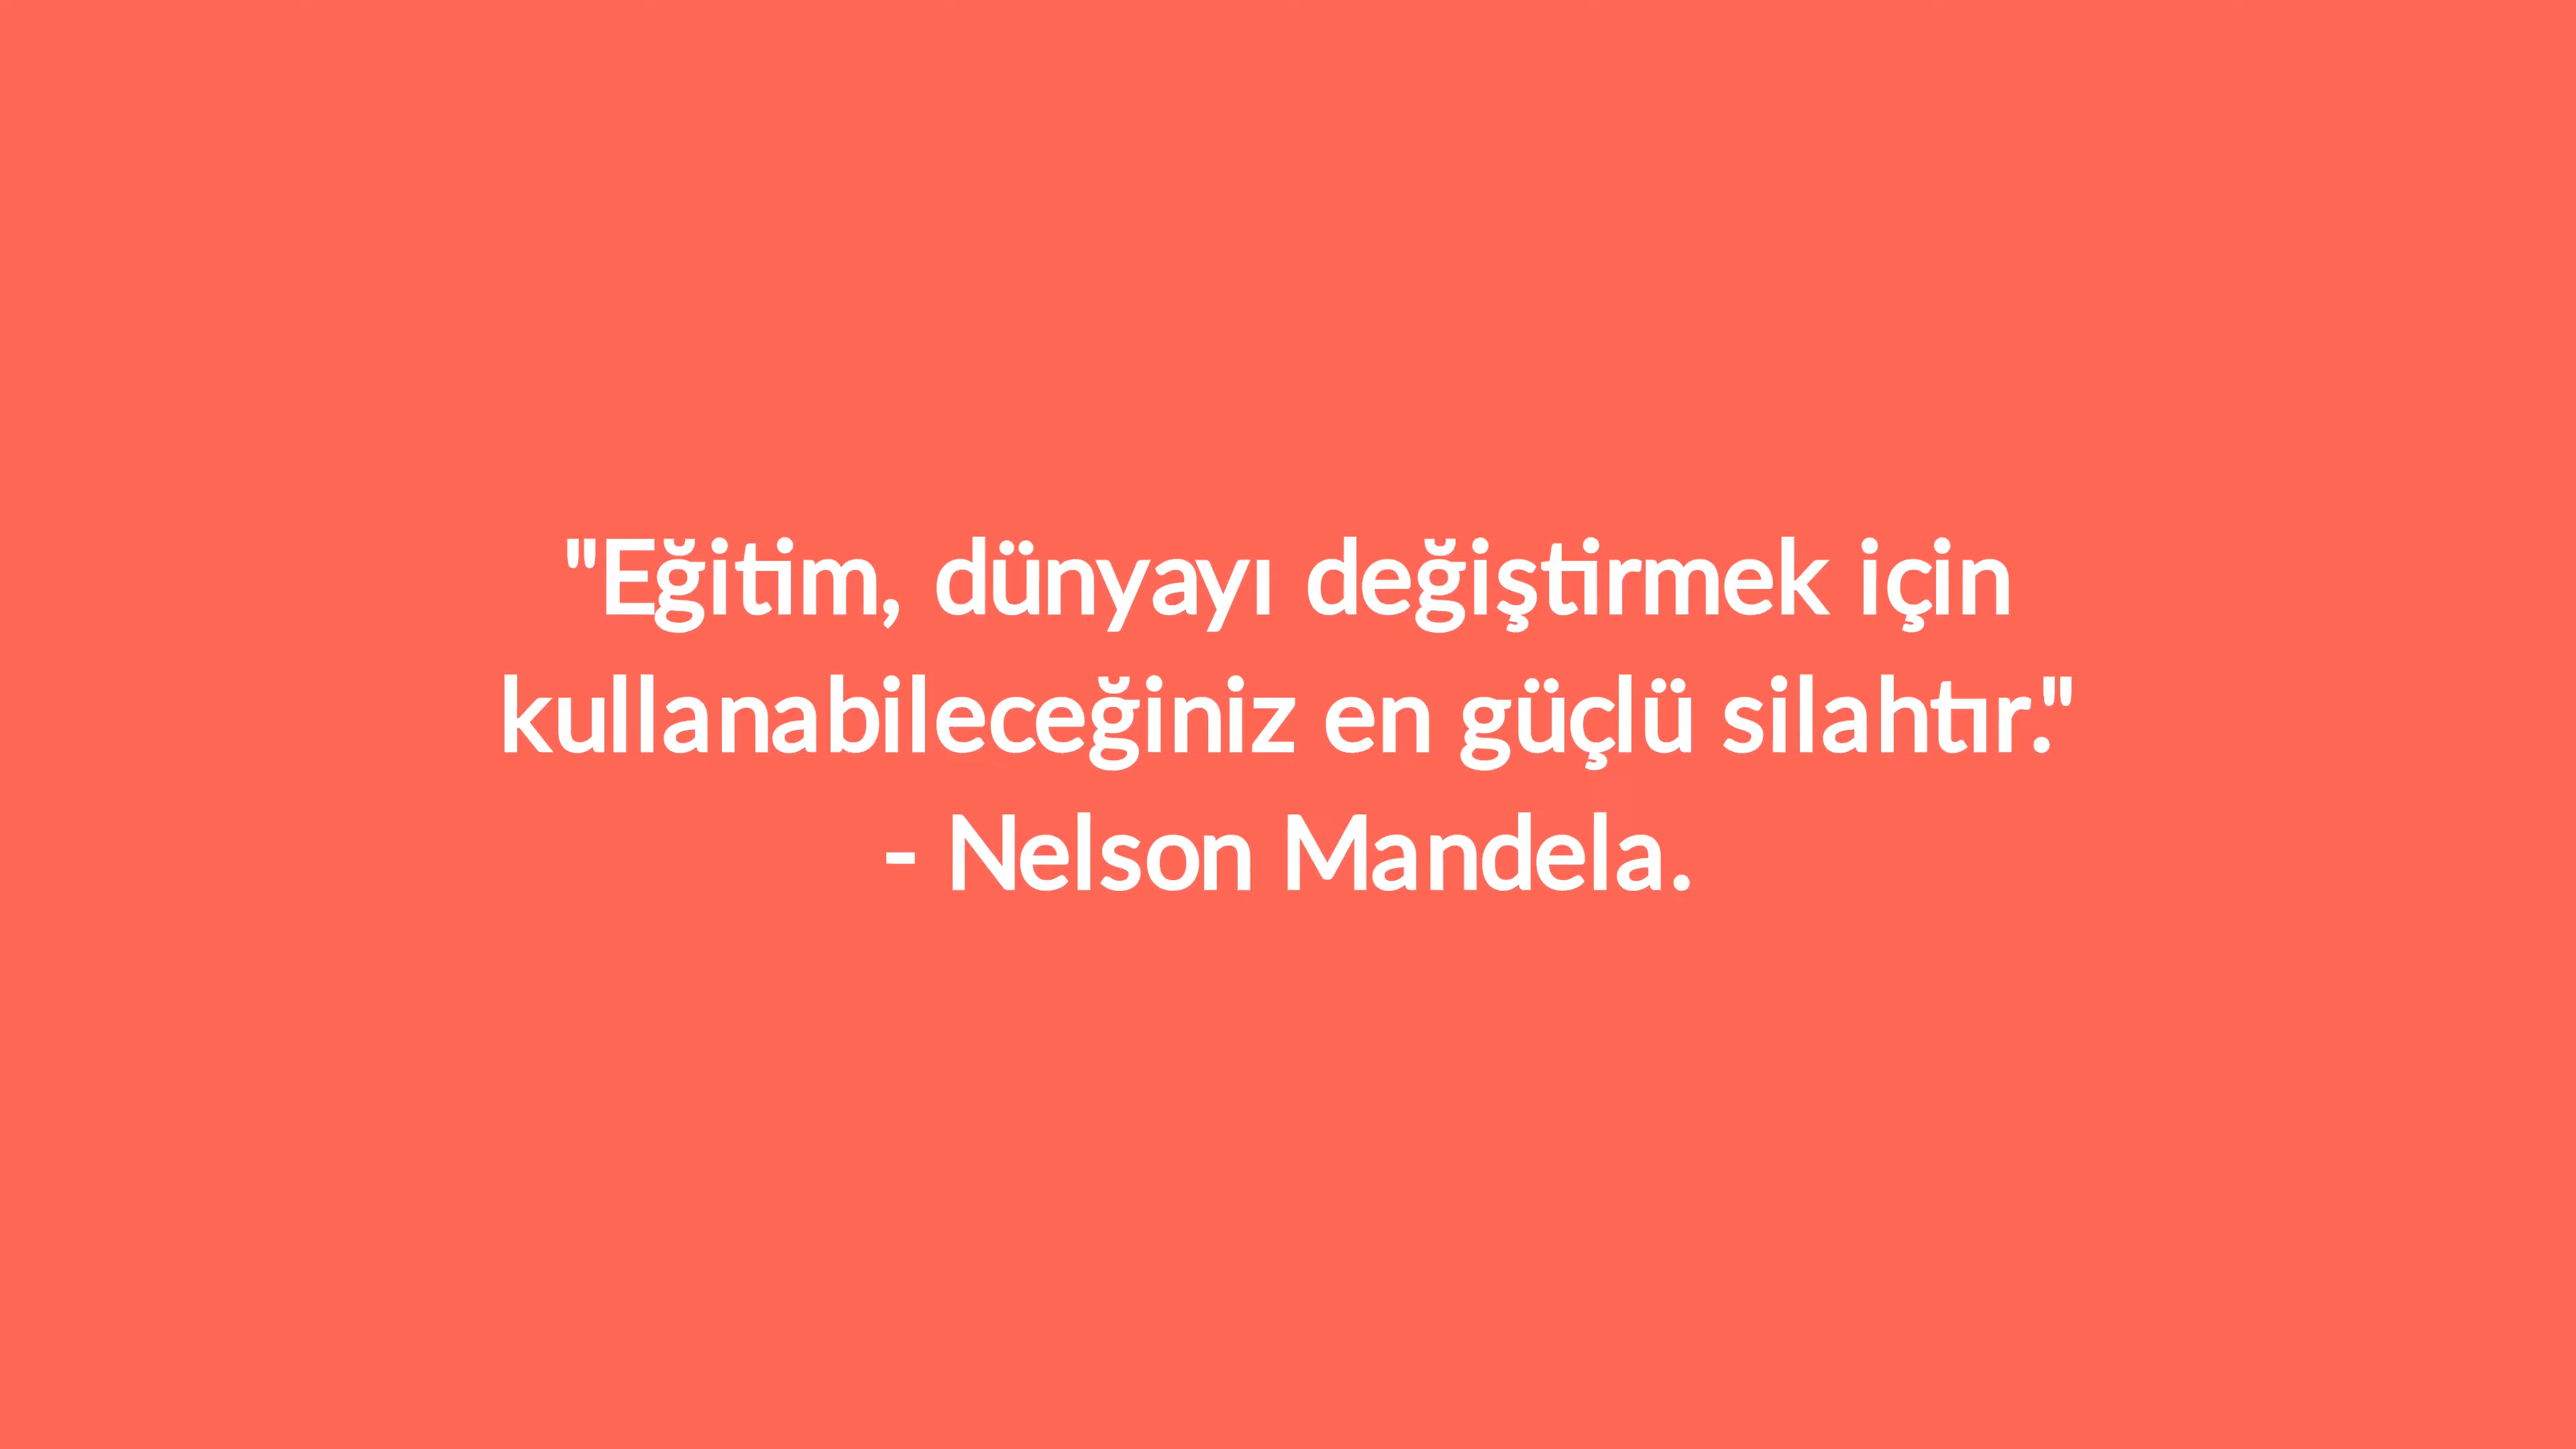 "Eğitim, dünyayı değiştirmek için
kullanabileceğiniz en güçlü silahtır."
- Nelson Mandela.